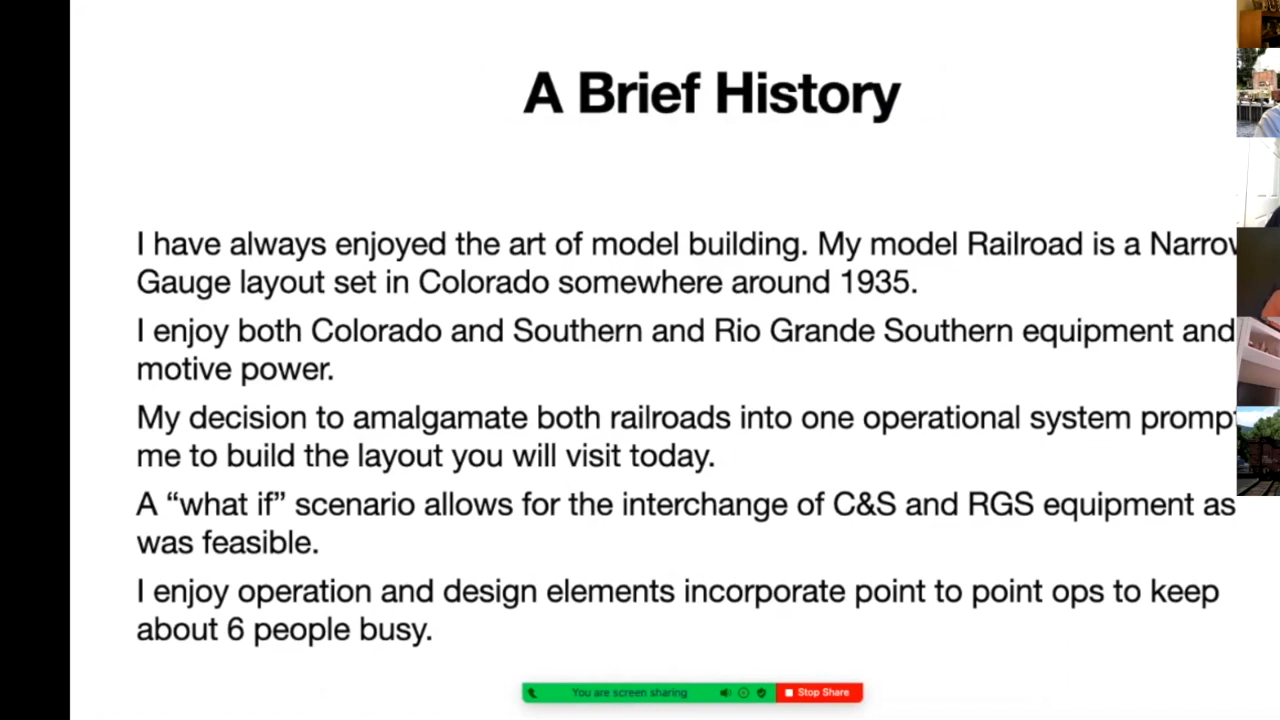 A Brief History
I have always enjoyed the art of model building. My model Railroad is a
Gauge layout set in Colorado somewhere around 1935.
I enjoy both Colorado and Southern and Rio Grande Southern equipment and
motive power.
My decision to amalgamate both railroads into one operational system
me to build the layout you will visit today.
A “what if” scenario allows for the interchange of C&S and RGS equipment as
was feasible.
I enjoy operation and design elements incorporate point to point ops to keep
about 6 people busy.
You are screen sharing Stop Share